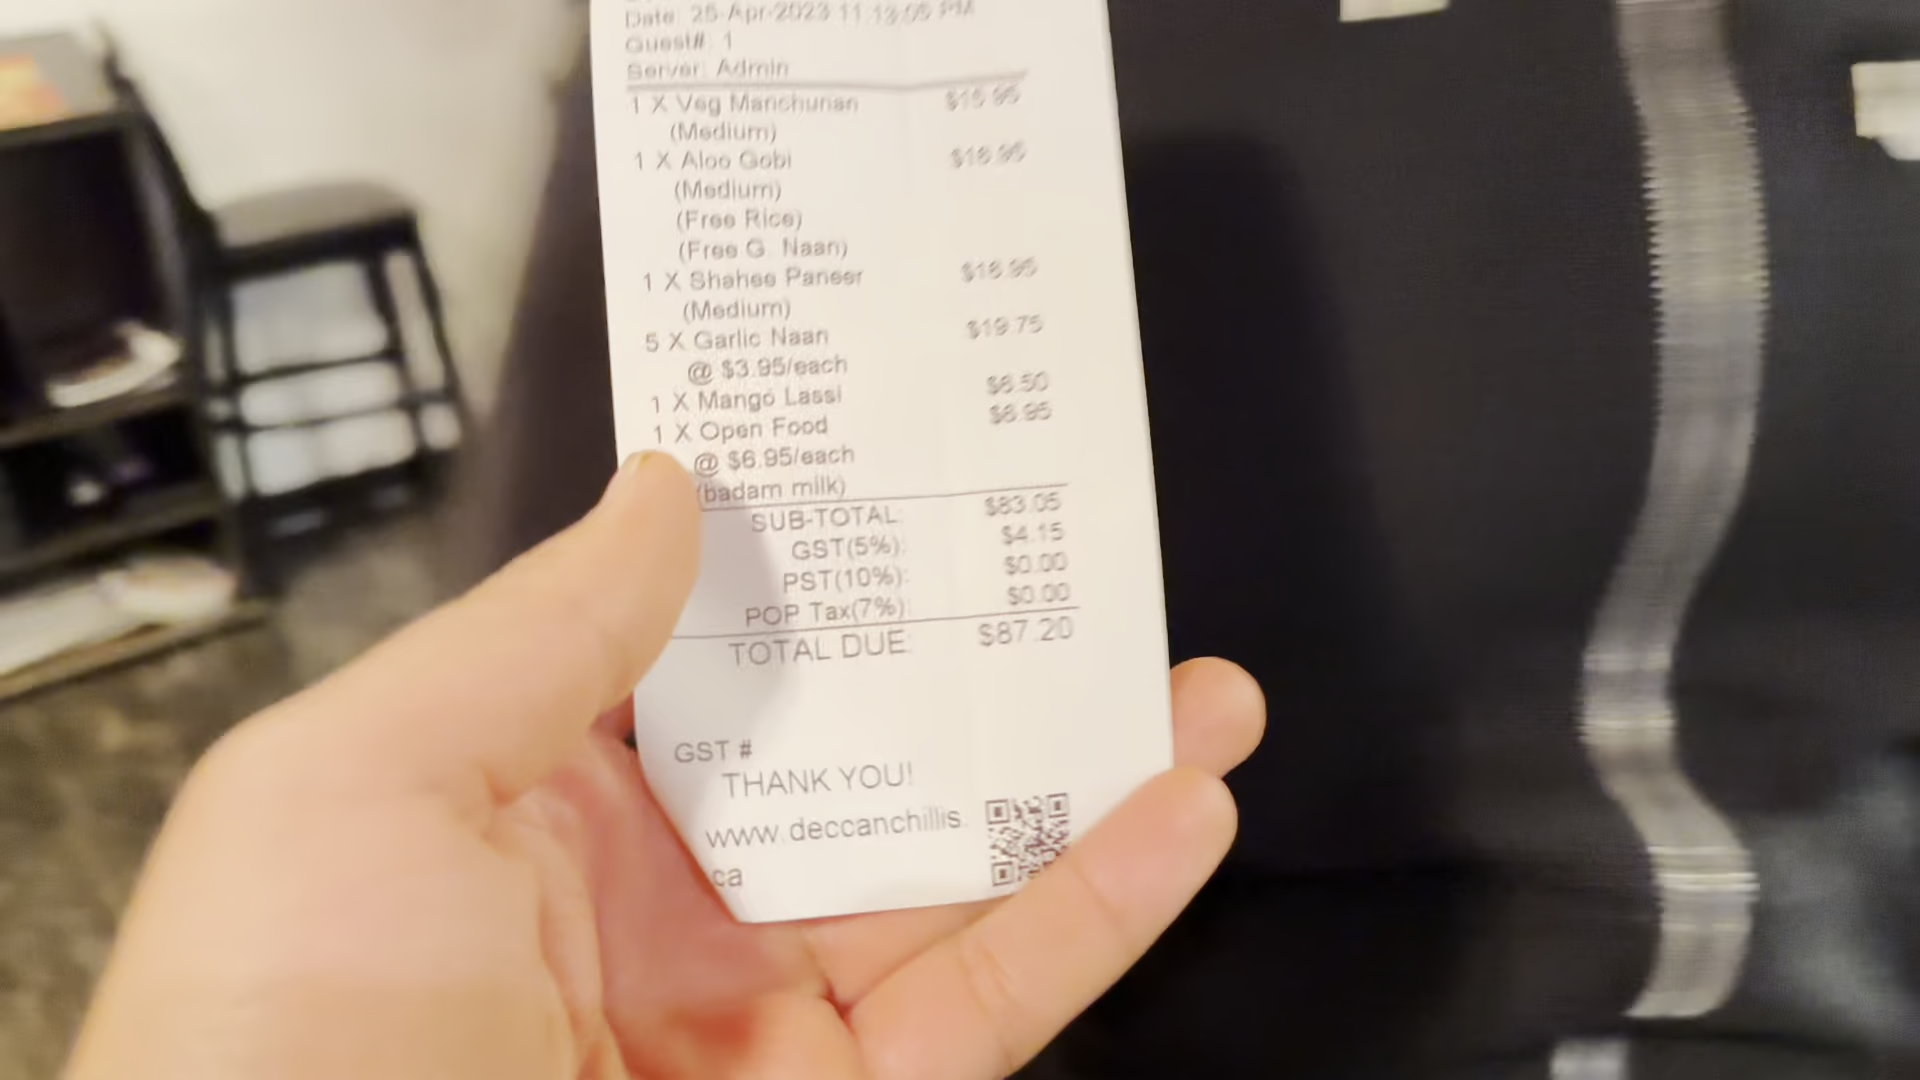 Date: 25-Apr-2023 11:13:05 PM
Guest#: 1
Server: Admin
1 X Veg Manchurian $15.95
(Medium)
1 X Aloo Gobi $16.95
(Medium)
(Free Rice)
(Free G. Naan)
1 X Shahee Paneer $16.95
(Medium)
5 X Garlic Naan $19.75
@ $3.95/each
1 X Mango Lassi $6.50
1 X Open Food $6.95
@ $6.95/each
(badam milk)
SUB-TOTAL: $83.05
GST(5%): $4.15
PST(10%): $0.00
POP Tax(7%): $0.00
TOTAL DUE: $87.20
GST #
THANK YOU!
www.deccanchillis.
ca